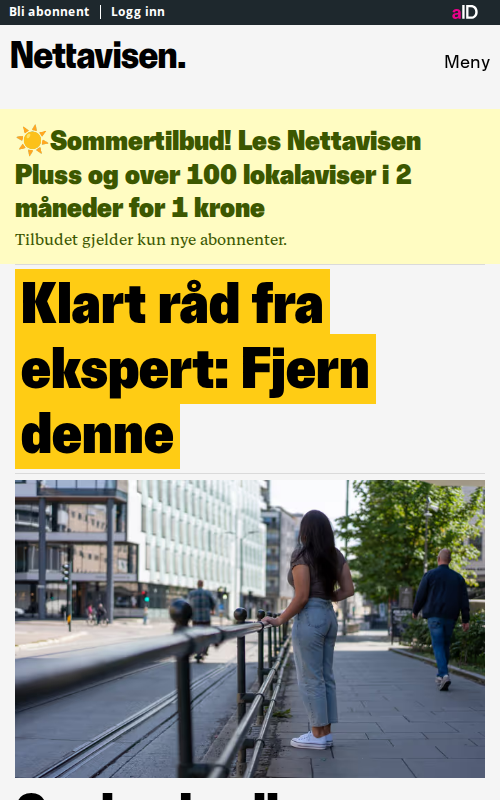 Bli abonnent | Logg inn
aID
Nettavisen.
Meny
☀️Sommertilbud! Les Nettavisen
Pluss og over 100 lokalaviser i 2
måneder for 1 krone
Tilbudet gjelder kun nye abonnenter.
Klart råd fra
ekspert: Fjern
denne